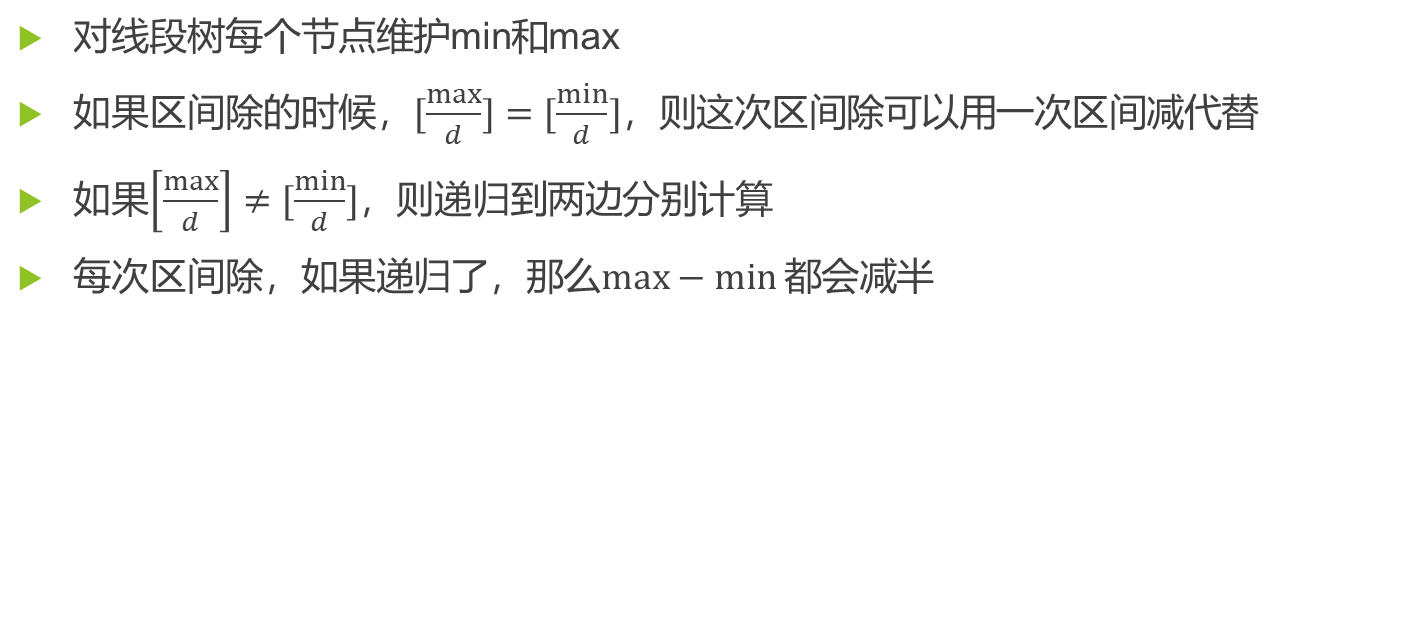 对线段树每个节点维护min和max
如果区间除的时候，[max/d] = [min/d]，则这次区间除可以用一次区间减代替
如果[max/d] ≠ [min/d]，则递归到两边分别计算
每次区间除，如果递归了，那么max − min 都会减半